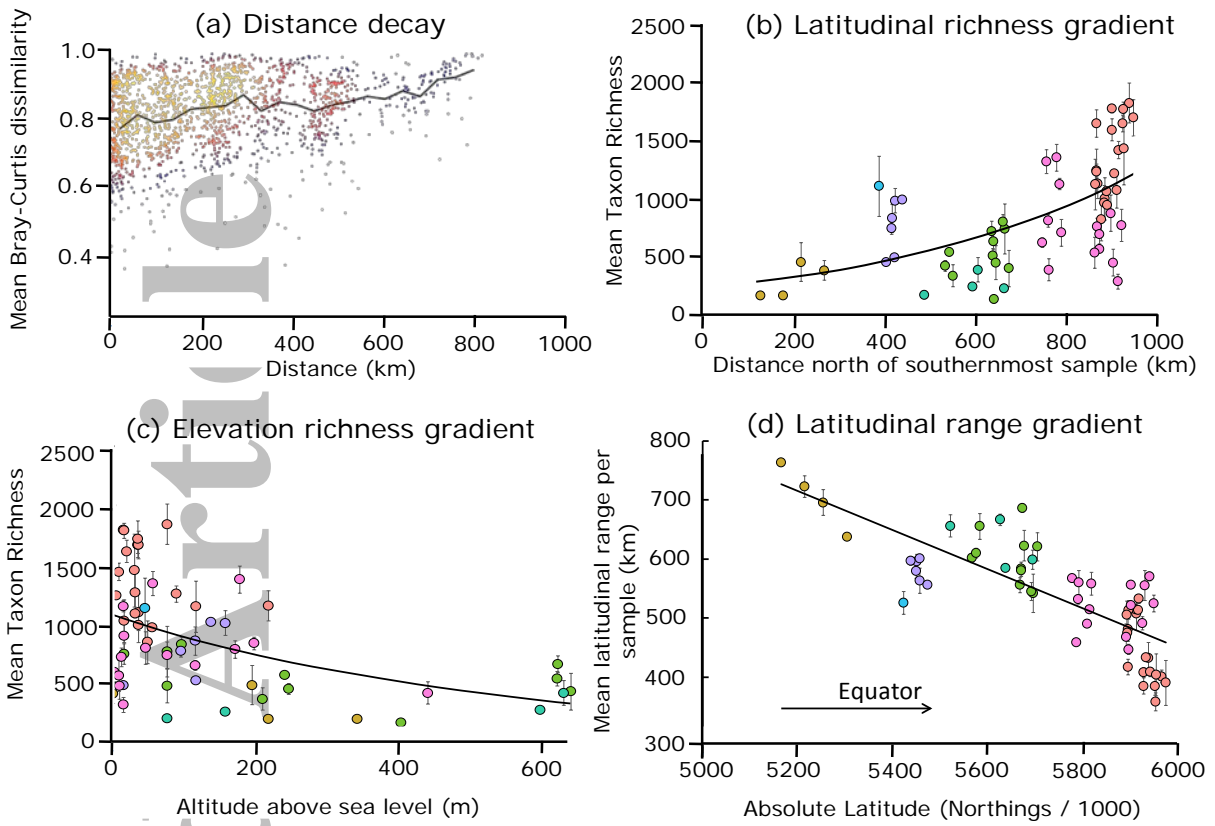 (a) Distance decay
Mean Bray-Curtis dissimilarity
1.0
0.8
0.6
0.4
0
200
400
600
800
1000
Distance (km)
(b) Latitudinal richness gradient
Mean Taxon Richness
2500
2000
1500
1000
500
0
0
200
400
600
800
1000
Distance north of southernmost sample (km)
(c) Elevation richness gradient
Mean Taxon Richness
2500
2000
1500
1000
500
0
0
200
400
600
Altitude above sea level (m)
(d) Latitudinal range gradient
Mean latitudinal range per
sample (km)
800
700
600
500
400
300
Equator
5000
5200
5400
5600
5800
6000
Absolute Latitude (Northings / 1000)
Article